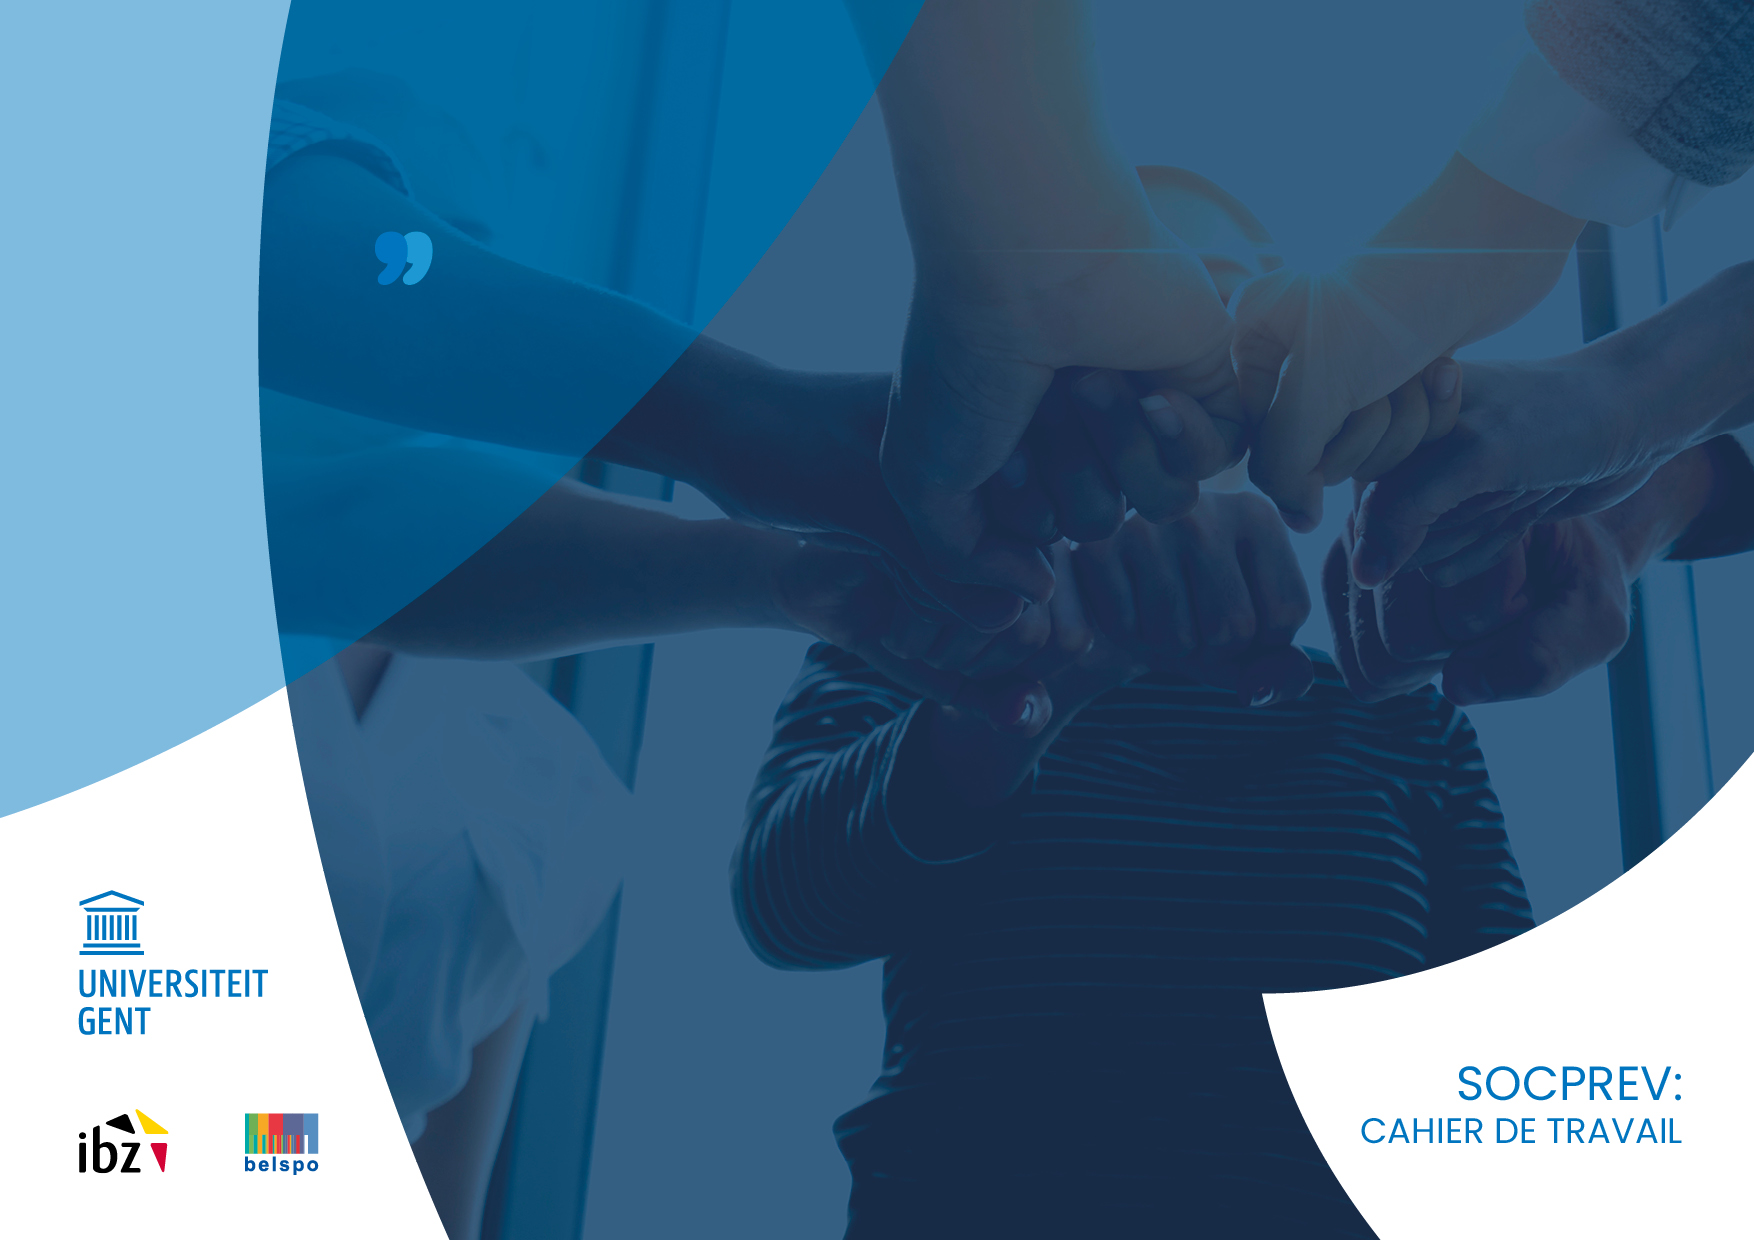 UNIVERSITEIT
GENT
ibz
belspo
SOCPREV:
CAHIER DE TRAVAIL